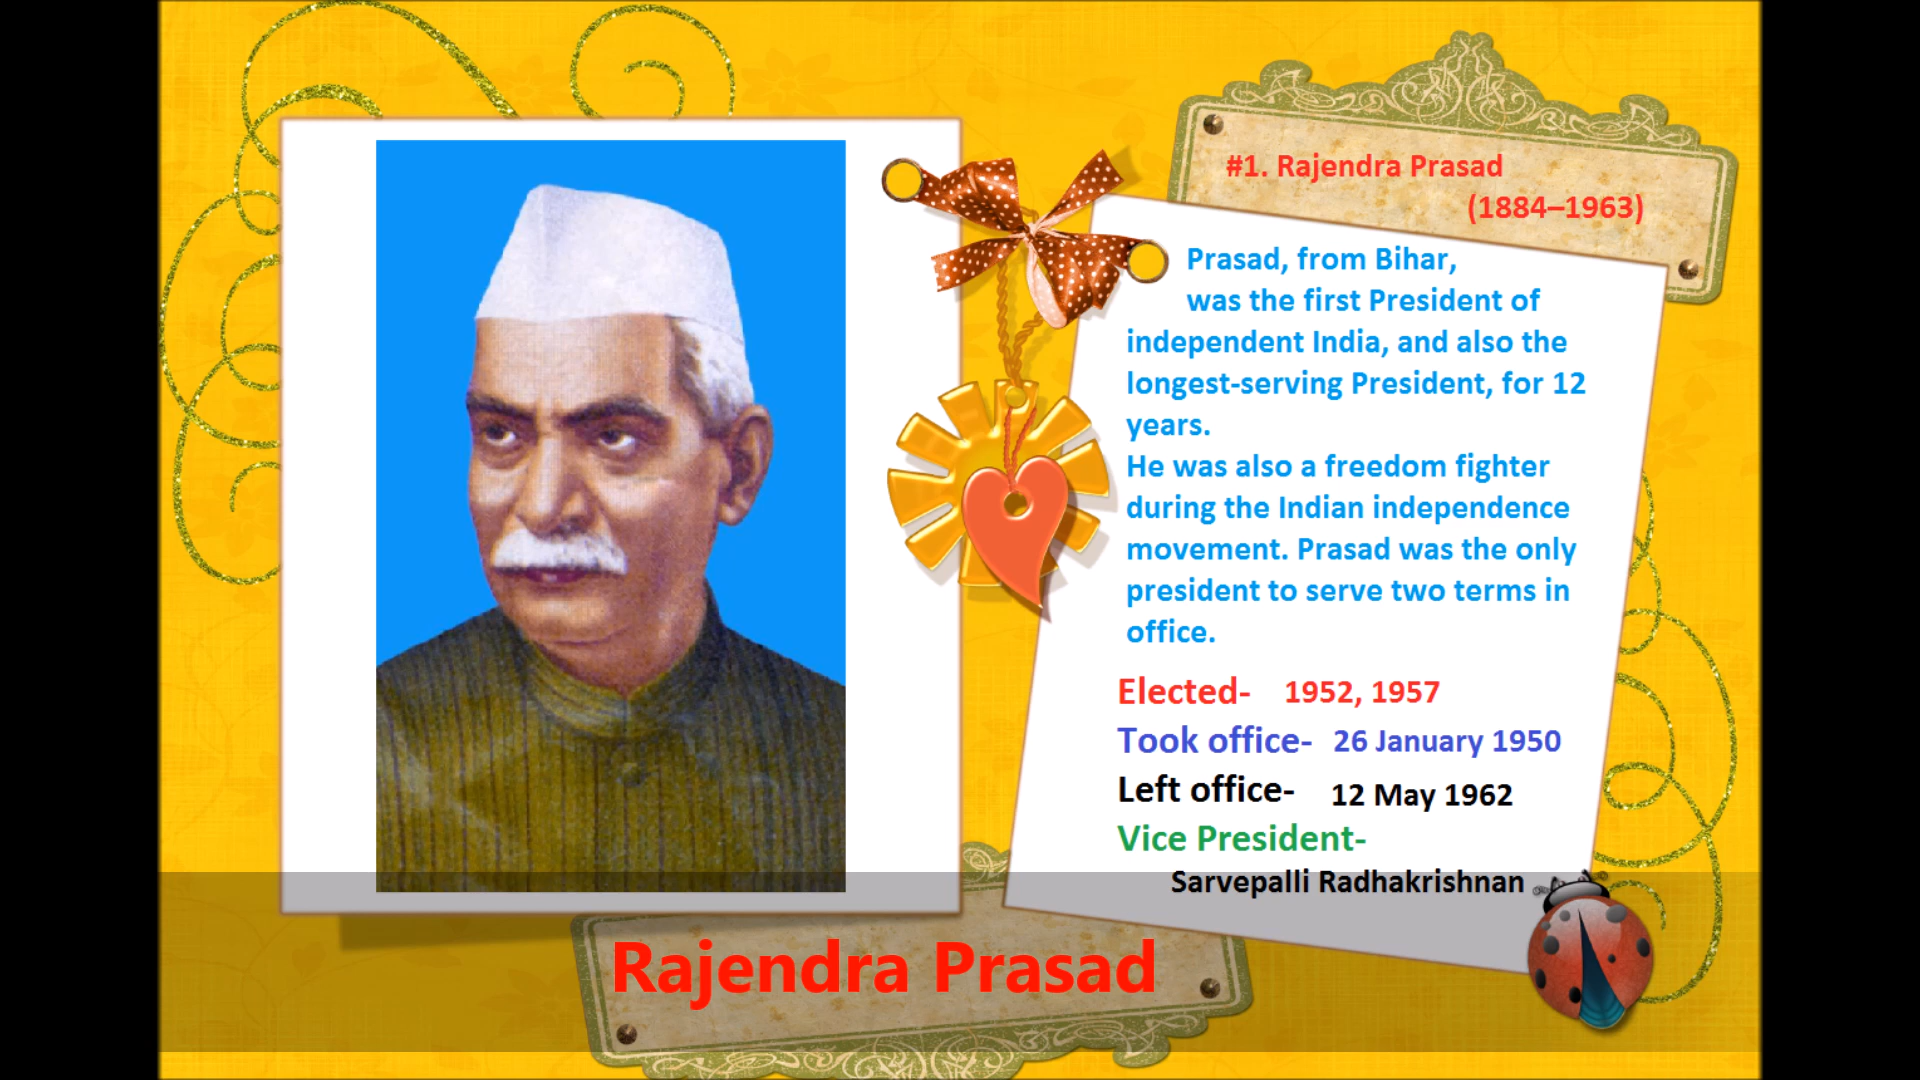 #1. Rajendra Prasad
(1884–1963)
Prasad, from Bihar,
was the first President of
independent India, and also the
longest-serving President, for 12
years.
He was also a freedom fighter
during the Indian independence
movement. Prasad was the only
president to serve two terms in
office.
Elected- 1952, 1957
Took office- 26 January 1950
Left office- 12 May 1962
Vice President-
Sarvepalli Radhakrishnan
Rajendra Prasad